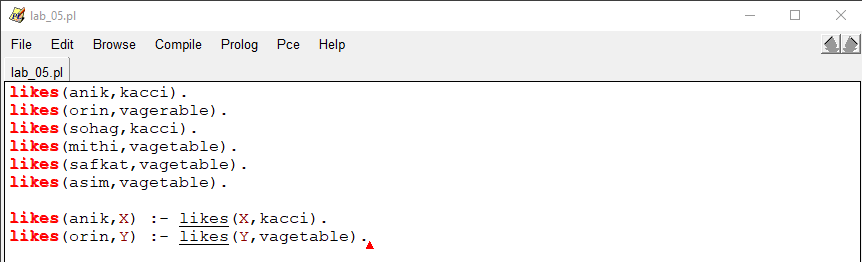 lab_05.pl
File Edit Browse Compile Prolog Pce Help
lab_05.pl
likes(anik,kacci).
likes(orin,vagerable).
likes(sohag,kacci).
likes(mithi,vagetable).
likes(safkat,vagetable).
likes(asim,vagetable).
likes(anik,X) :- likes(X,kacci).
likes(orin,Y) :- likes(Y,vagetable).